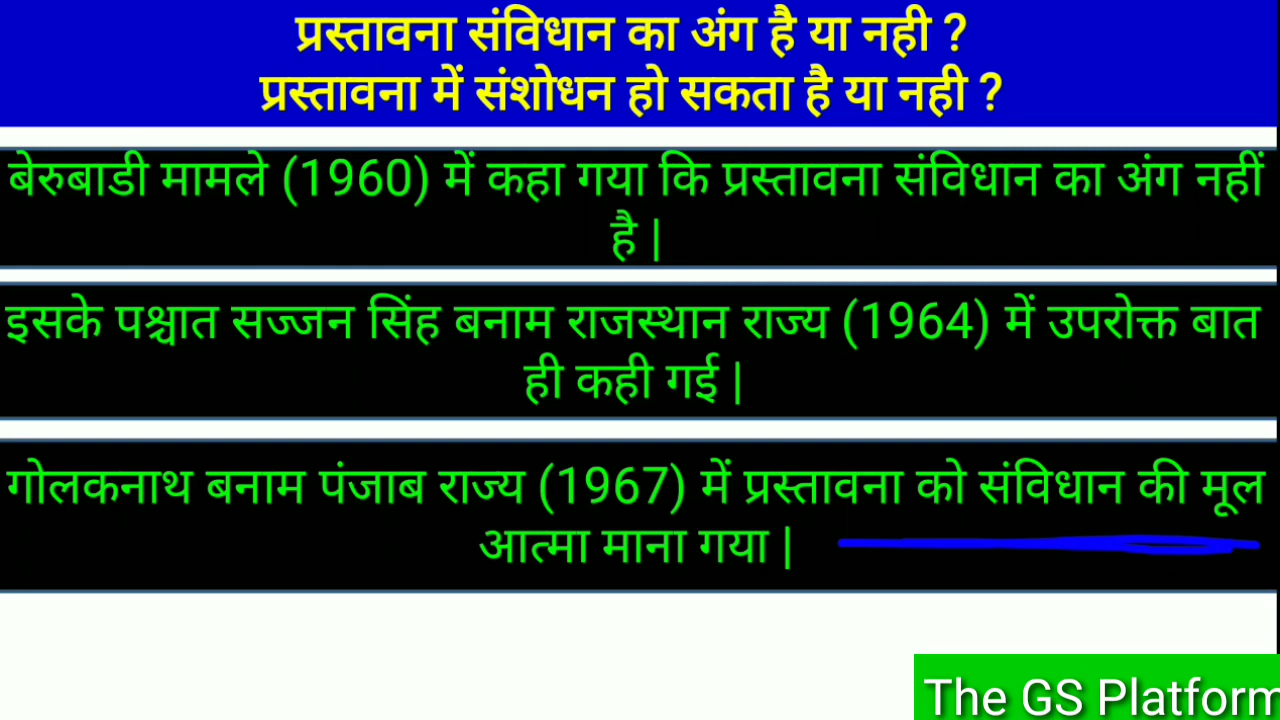 प्रस्तावना संविधान का अंग है या नही ?
प्रस्तावना में संशोधन हो सकता है या नही ?
बेरुबाडी मामले (1960) में कहा गया कि प्रस्तावना संविधान का अंग नहीं
है |
इसके पश्चात सज्जन सिंह बनाम राजस्थान राज्य (1964) में उपरोक्त बात
ही कही गई |
गोलकनाथ बनाम पंजाब राज्य (1967) में प्रस्तावना को संविधान की मूल
आत्मा माना गया |
The GS Platform